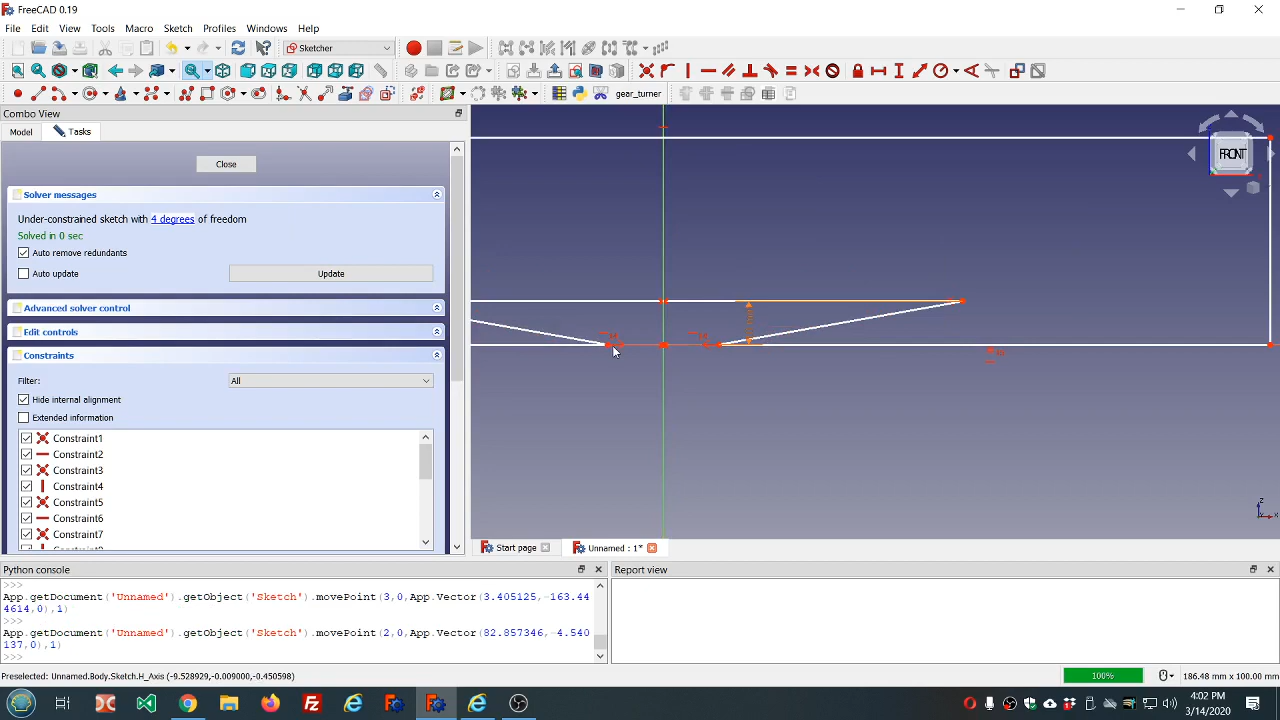 FreeCAD 0.19
File Edit View Tools Macro Sketch Profiles Windows Help
Sketcher
gear_turner
Combo View
Model Tasks
Close
Solver messages
Under-constrained sketch with 4 degrees of freedom
Solved in 0 sec
Auto remove redundants
Auto update Update
Advanced solver control
Edit controls
Constraints
Filter: All
Hide internal alignment
Extended information
Constraint1
Constraint2
Constraint3
Constraint4
Constraint5
Constraint6
Constraint7
FRONT
Start page Unnamed : 1*
Python console
Report view
>>>
App.getDocument('Unnamed').getObject('Sketch').movePoint(3,0,App.Vector(3.405125,-163.44
4614,0),1)
>>>
App.getDocument('Unnamed').getObject('Sketch').movePoint(2,0,App.Vector(82.857346,-4.540
137,0),1)
>>>
Preselected: Unnamed.Body.Sketch.H_Axis (-9.528929,-0.009000,-0.450598)
100%
186.48 mm x 100.00 mm
4:02 PM
3/14/2020